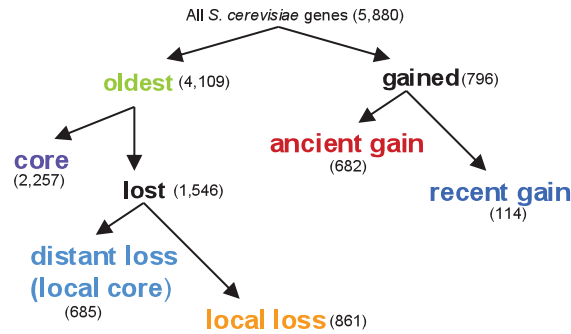 All S. cerevisiae genes (5,880)
oldest (4,109)
gained (796)
core
(2,257)
lost (1,546)
ancient gain
(682)
recent gain
(114)
distant loss
(local core)
(685)
local loss (861)